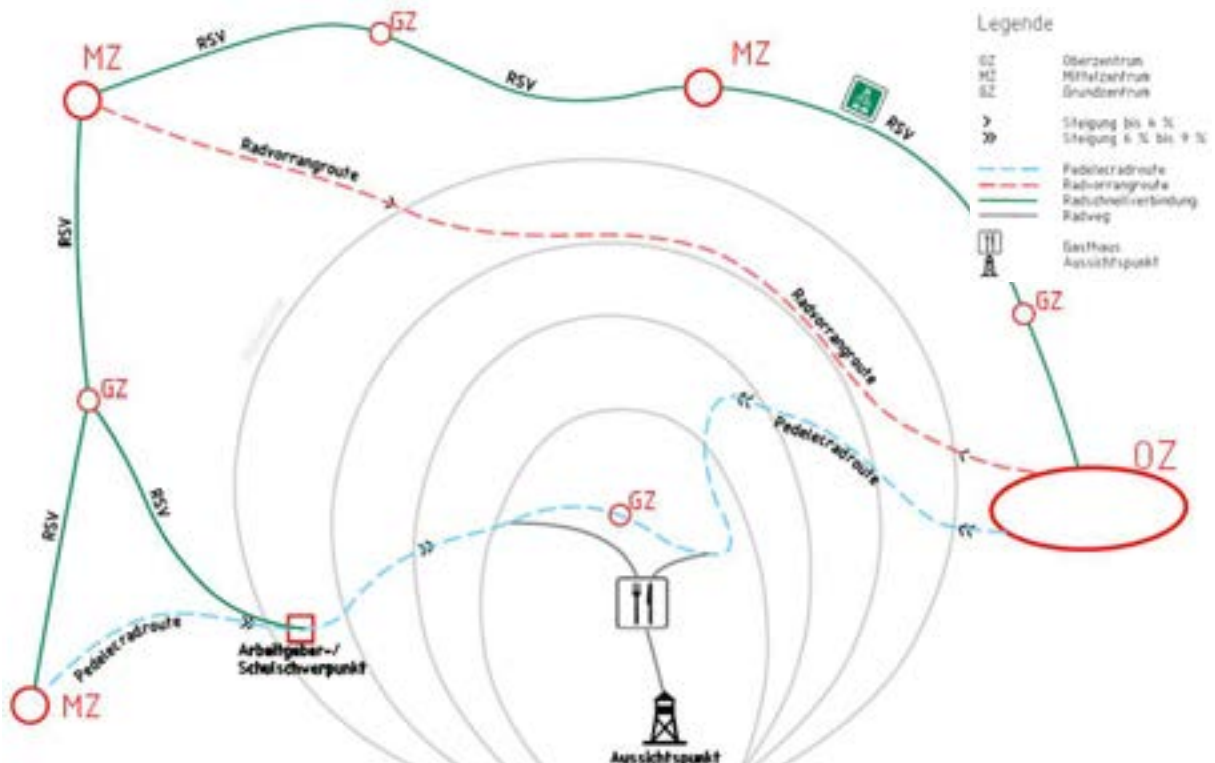 GZ
MZ
RSV
RSV
MZ
RSV
Legende
OZ Oberzentrum
MZ Mittelzentrum
GZ Grundzentrum
> Steigung bis 6 %
>> Steigung 6 % bis 9 %
Pedelecradroute
Radvorrangroute
Radschnellverbindung
Radweg
Gasthaus
Aussichtspunkt
Radvorrangroute
RSV
GZ
Radvorrangroute
GZ
Pedelecradroute
OZ
RSV
RSV
GZ
Pedelecradroute
Arbeitgeber-/
Schulschwerpunkt
MZ
Aussichtspunkt